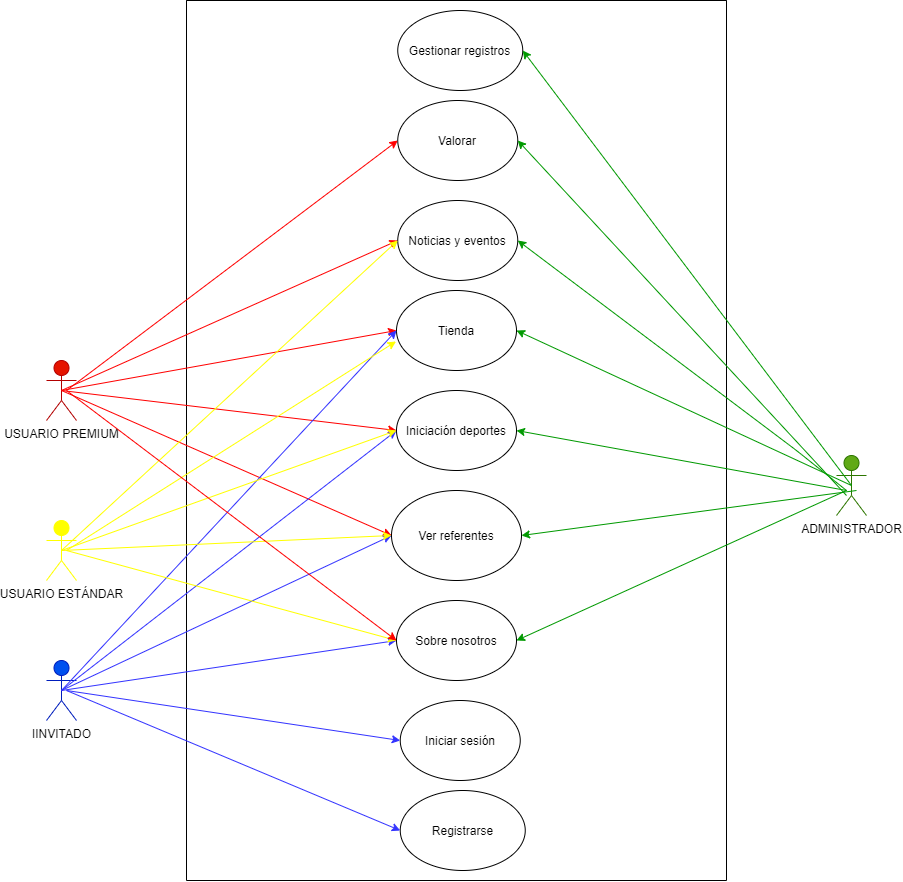 Gestionar registros
Valorar
Noticias y eventos
Tienda
USUARIO PREMIUM
Iniciación deportes
ADMINISTRADOR
Ver referentes
USUARIO ESTÁNDAR
Sobre nosotros
IINVITADO
Iniciar sesión
Registrarse